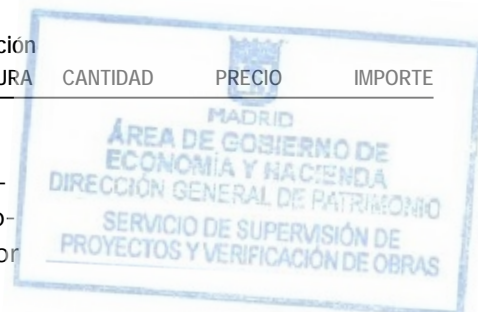 ción
URA CANTIDAD PRECIO IMPORTE
MADRID
ÁREA DE GOBIERNO DE
ECONOMÍA Y HACIENDA
DIRECCIÓN GENERAL DE PATRIMONIO
SERVICIO DE SUPERVISIÓN DE
PROYECTOS Y VERIFICACIÓN DE OBRAS
-
o-
or